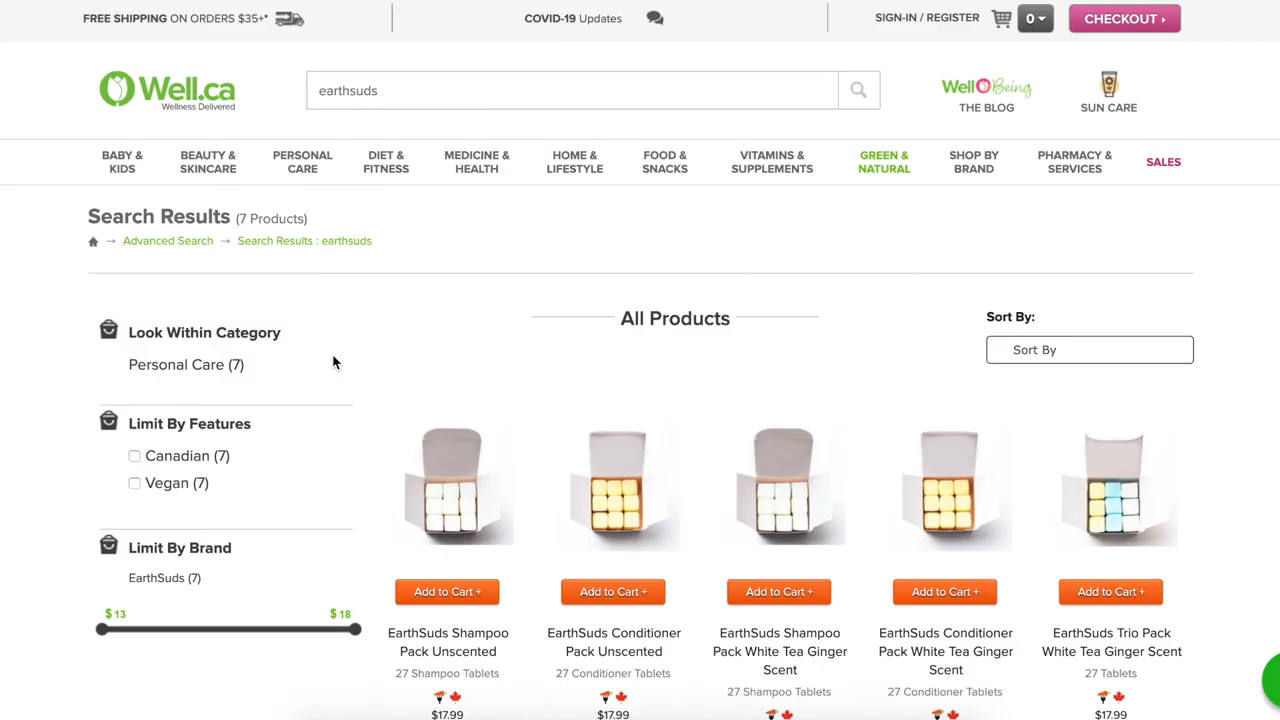 FREE SHIPPING ON ORDERS $35+*
COVID-19 Updates
SIGN-IN / REGISTER
0
CHECKOUT
Well.ca
Wellness Delivered
earthsuds
Well Being
THE BLOG
SUN CARE
BABY &
KIDS
BEAUTY &
SKINCARE
PERSONAL
CARE
DIET &
FITNESS
MEDICINE &
HEALTH
HOME &
LIFESTYLE
FOOD &
SNACKS
VITAMINS &
SUPPLEMENTS
GREEN &
NATURAL
SHOP BY
BRAND
PHARMACY &
SERVICES
SALES
Search Results (7 Products)
→ Advanced Search → Search Results : earthsuds
Look Within Category
Personal Care (7)
Limit By Features
Canadian (7)
Vegan (7)
Limit By Brand
EarthSuds (7)
$ 13
$ 18
All Products
Sort By:
Sort By
Add to Cart +
EarthSuds Shampoo
Pack Unscented
27 Shampoo Tablets
$17.99
Add to Cart +
EarthSuds Conditioner
Pack Unscented
27 Conditioner Tablets
$17.99
Add to Cart +
EarthSuds Shampoo
Pack White Tea Ginger
Scent
27 Shampoo Tablets
Add to Cart +
EarthSuds Conditioner
Pack White Tea Ginger
Scent
27 Conditioner Tablets
Add to Cart +
EarthSuds Trio Pack
White Tea Ginger Scent
27 Tablets
$17.99